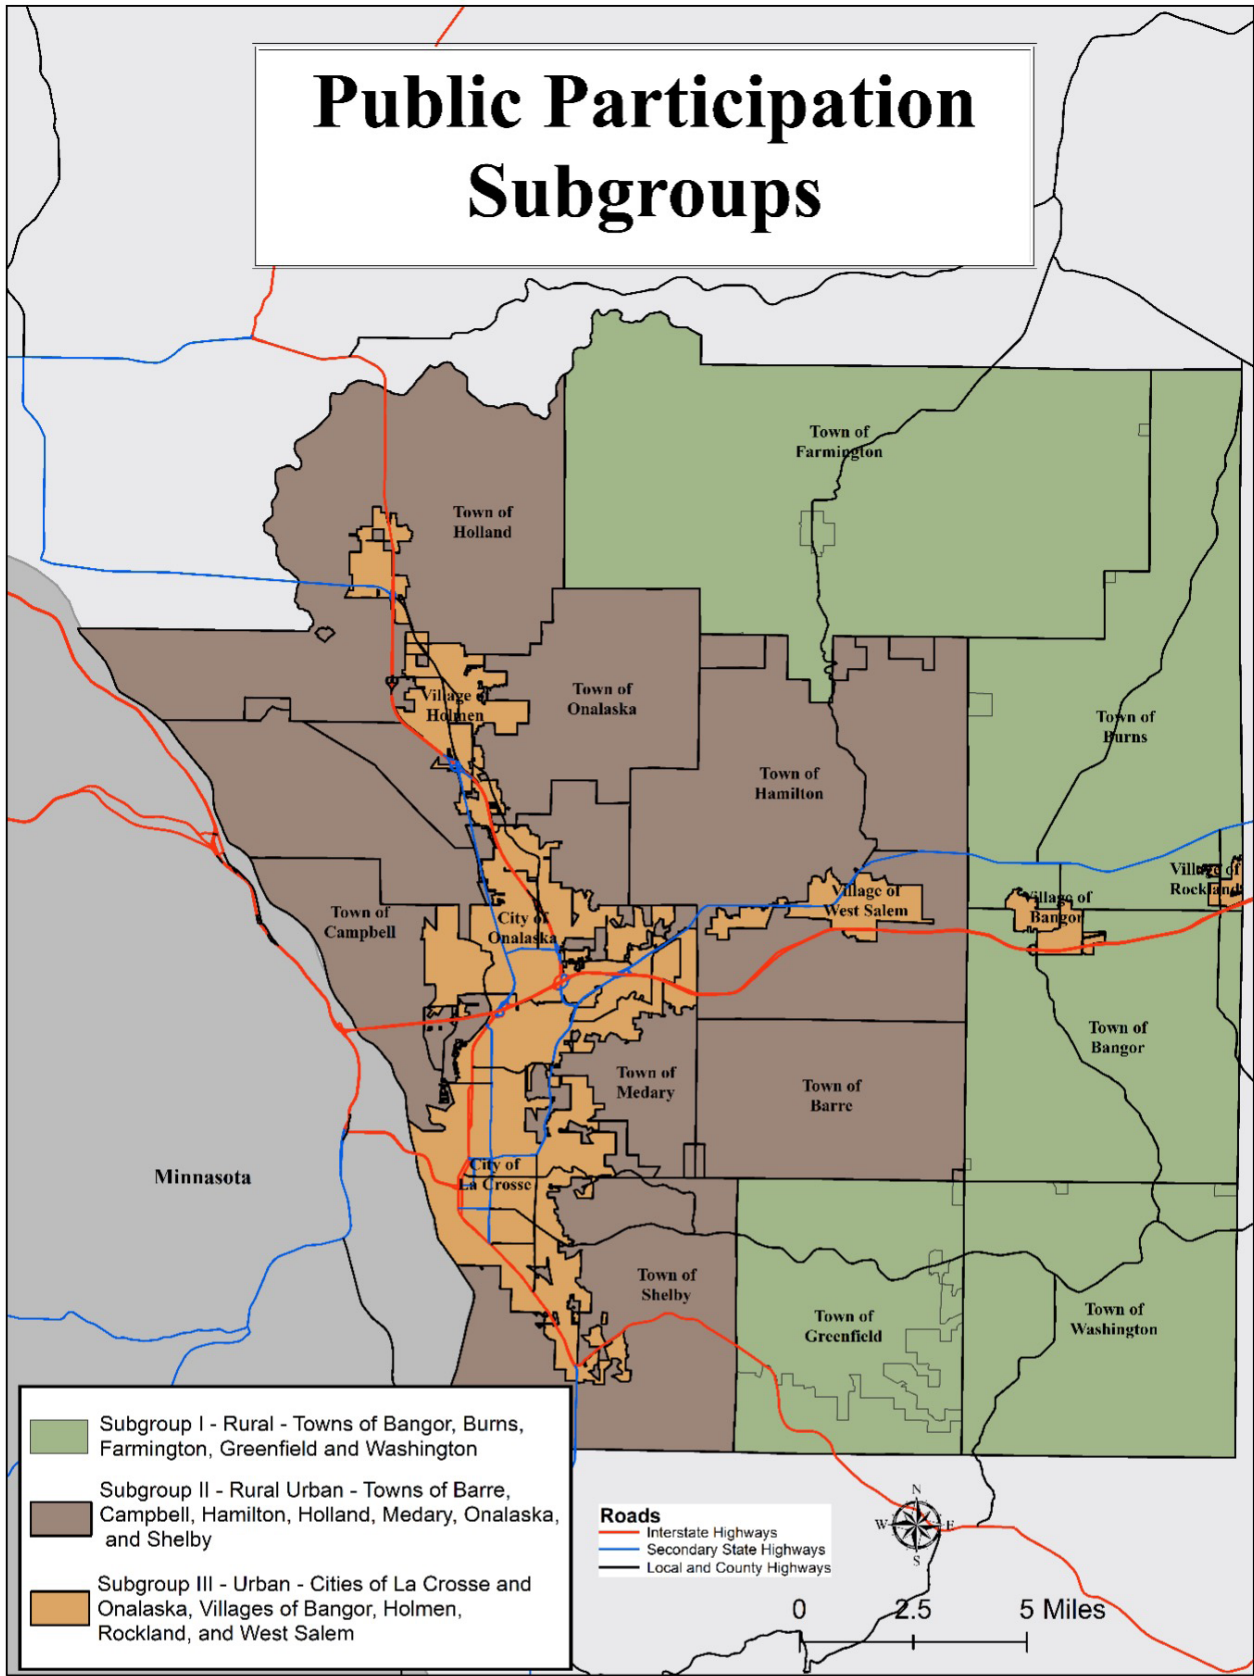 Public Participation
Subgroups
Town of
Farmington
Town of
Holland
Village of
Holmen
Town of
Onalaska
Town of
Burns
Town of
Hamilton
Village of
Rockland
Village of
West Salem
Village of
Bangor
Town of
Campbell
City of
Onalaska
Town of
Bangor
Town of
Medary
Town of
Barre
Minnasota
City of
La Crosse
Town of
Shelby
Town of
Greenfield
Town of
Washington
Subgroup I - Rural - Towns of Bangor, Burns,
Farmington, Greenfield and Washington
Subgroup II - Rural Urban - Towns of Barre,
Campbell, Hamilton, Holland, Medary, Onalaska,
and Shelby
Subgroup III - Urban - Cities of La Crosse and
Onalaska, Villages of Bangor, Holmen,
Rockland, and West Salem
Roads
Interstate Highways
Secondary State Highways
Local and County Highways
N
W E
S
0 2.5 5 Miles